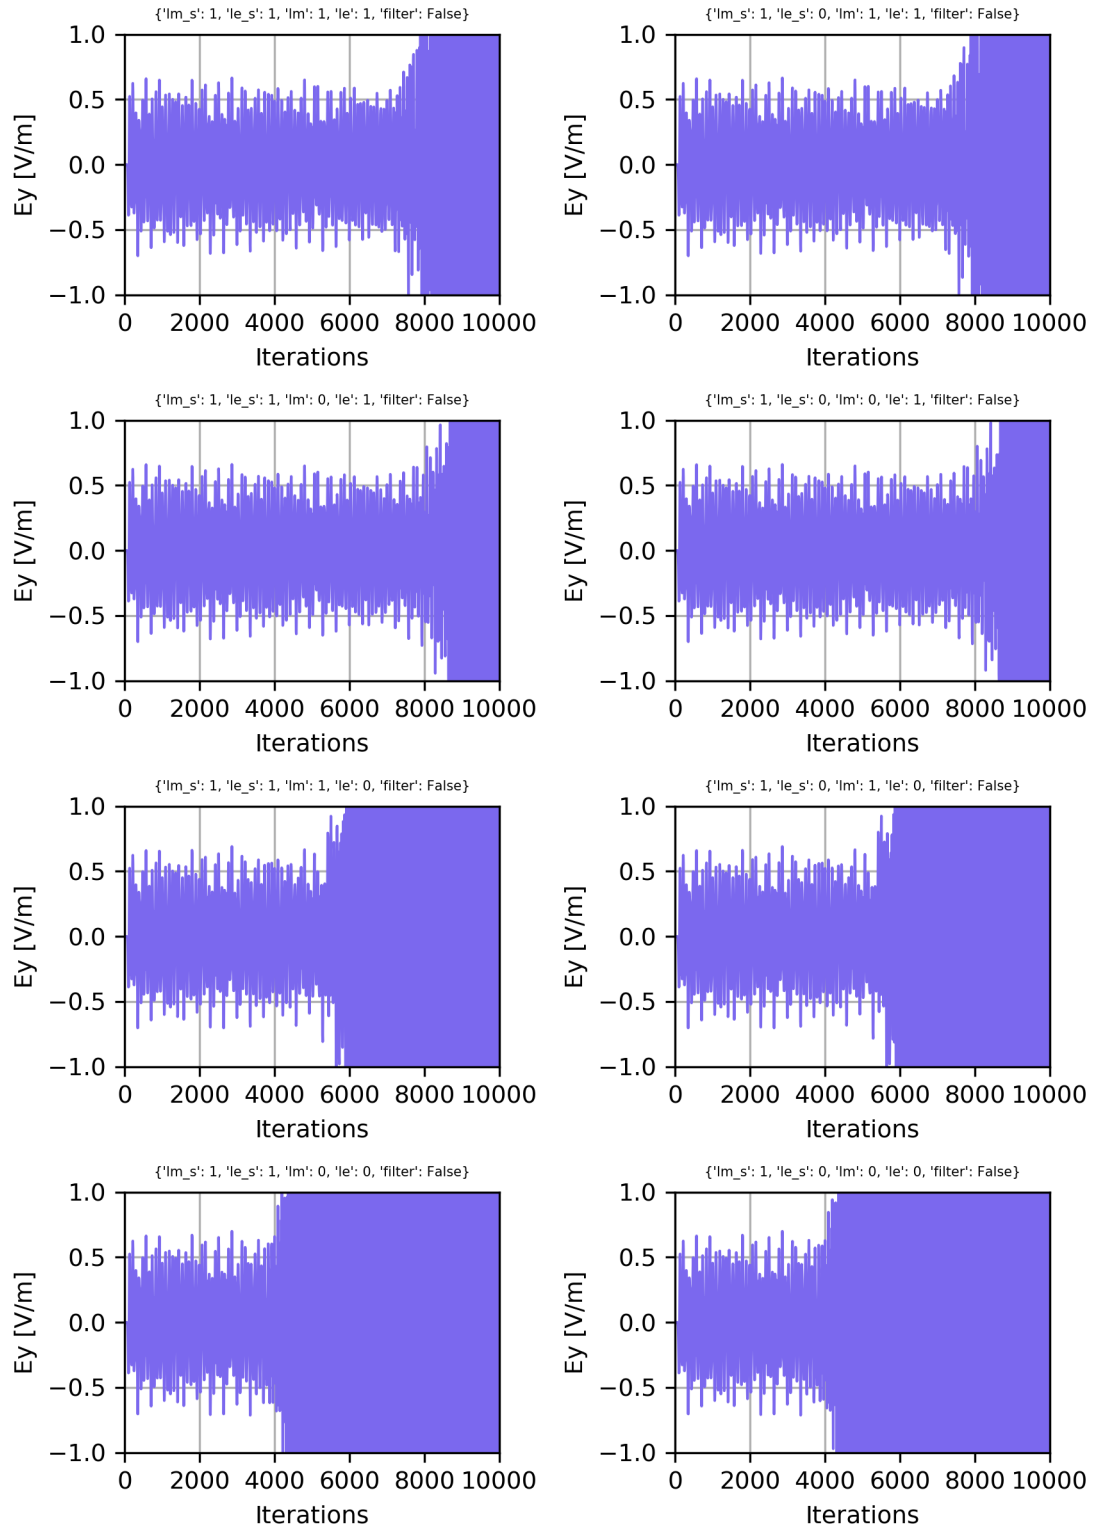 {'lm_s': 1, 'le_s': 1, 'lm': 1, 'le': 1, 'filter': False}
1.0
0.5
0.0
−0.5
−1.0
Ey [V/m]
0 2000 4000 6000 8000 10000
Iterations
{'lm_s': 1, 'le_s': 0, 'lm': 1, 'le': 1, 'filter': False}
1.0
0.5
0.0
−0.5
−1.0
Ey [V/m]
0 2000 4000 6000 8000 10000
Iterations
{'lm_s': 1, 'le_s': 1, 'lm': 0, 'le': 1, 'filter': False}
1.0
0.5
0.0
−0.5
−1.0
Ey [V/m]
0 2000 4000 6000 8000 10000
Iterations
{'lm_s': 1, 'le_s': 0, 'lm': 0, 'le': 1, 'filter': False}
1.0
0.5
0.0
−0.5
−1.0
Ey [V/m]
0 2000 4000 6000 8000 10000
Iterations
{'lm_s': 1, 'le_s': 1, 'lm': 1, 'le': 0, 'filter': False}
1.0
0.5
0.0
−0.5
−1.0
Ey [V/m]
0 2000 4000 6000 8000 10000
Iterations
{'lm_s': 1, 'le_s': 0, 'lm': 1, 'le': 0, 'filter': False}
1.0
0.5
0.0
−0.5
−1.0
Ey [V/m]
0 2000 4000 6000 8000 10000
Iterations
{'lm_s': 1, 'le_s': 1, 'lm': 0, 'le': 0, 'filter': False}
1.0
0.5
0.0
−0.5
−1.0
Ey [V/m]
0 2000 4000 6000 8000 10000
Iterations
{'lm_s': 1, 'le_s': 0, 'lm': 0, 'le': 0, 'filter': False}
1.0
0.5
0.0
−0.5
−1.0
Ey [V/m]
0 2000 4000 6000 8000 10000
Iterations